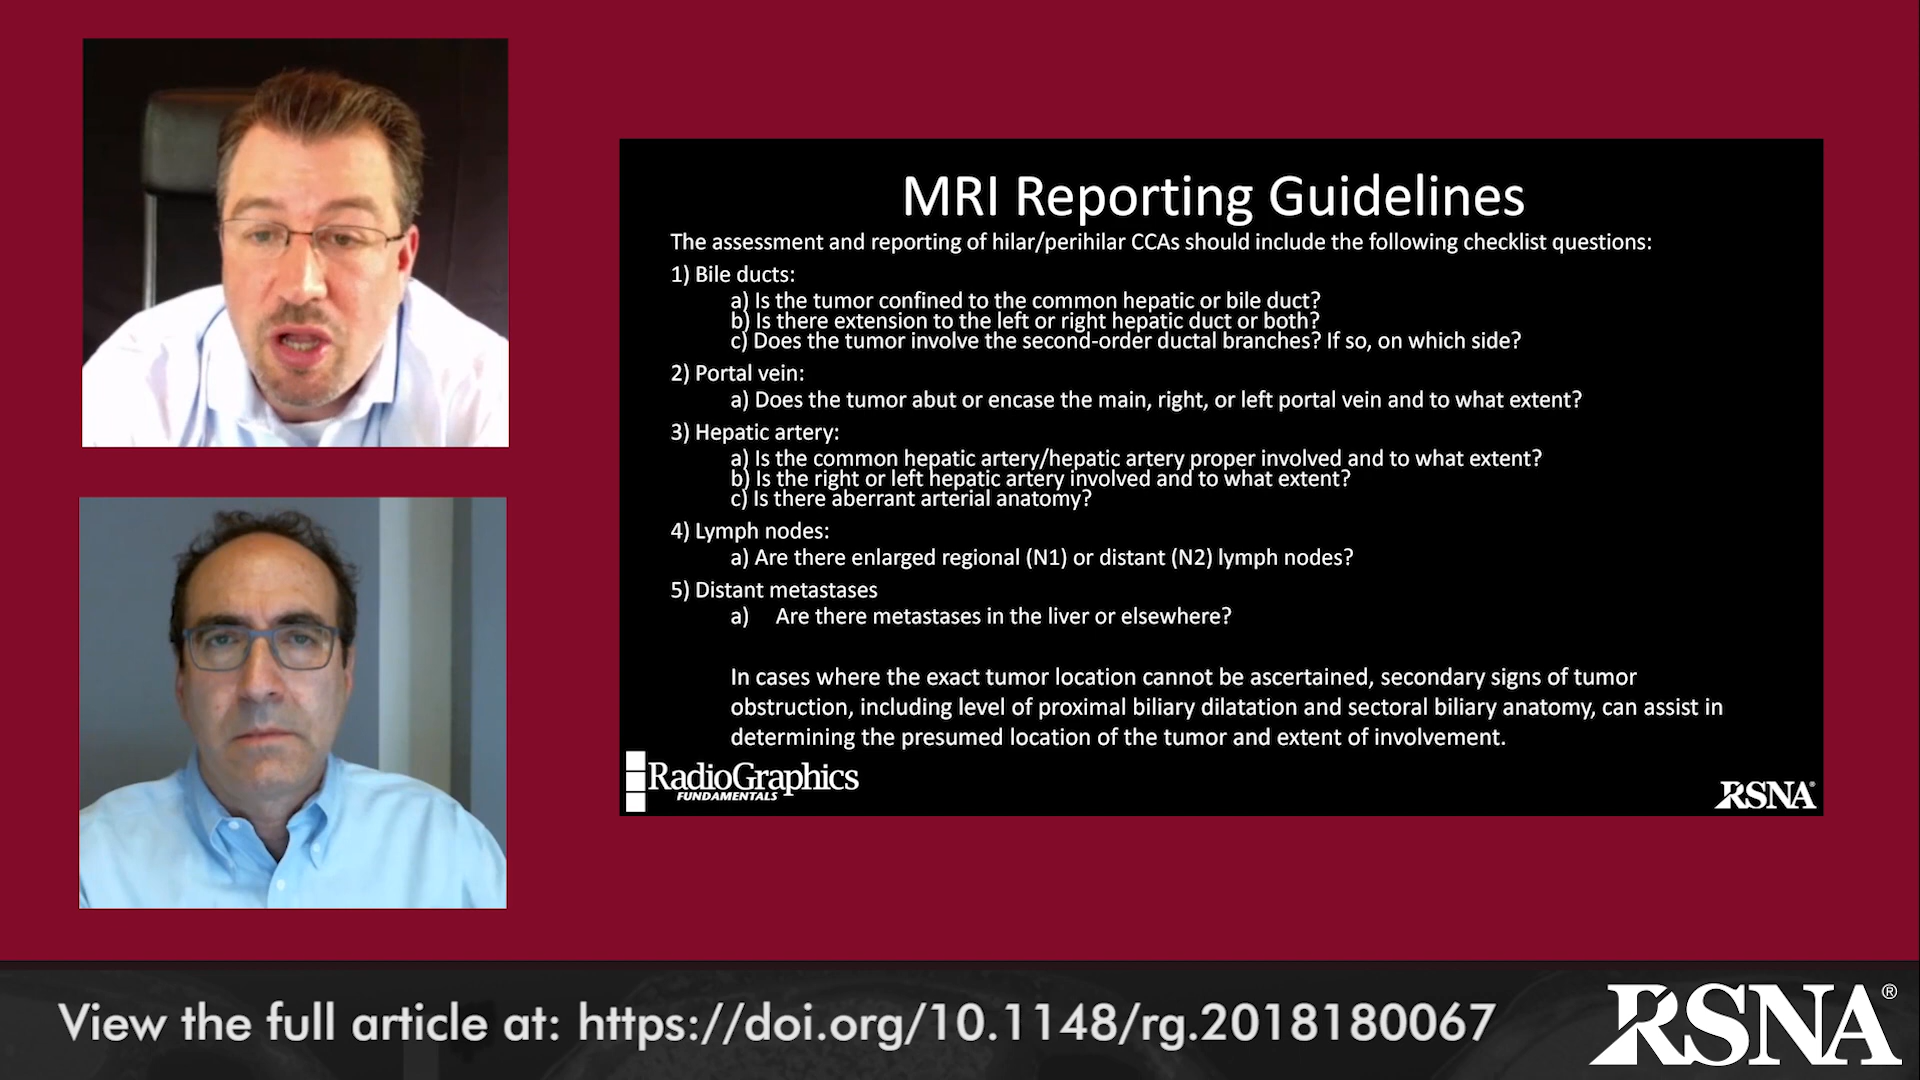 MRI Reporting Guidelines
The assessment and reporting of hilar/perihilar CCAs should include the following checklist questions:
1) Bile ducts:
a) Is the tumor confined to the common hepatic or bile duct?
b) Is there extension to the left or right hepatic duct or both?
c) Does the tumor involve the second-order ductal branches? If so, on which side?
2) Portal vein:
a) Does the tumor abut or encase the main, right, or left portal vein and to what extent?
3) Hepatic artery:
a) Is the common hepatic artery/hepatic artery proper involved and to what extent?
b) Is the right or left hepatic artery involved and to what extent?
c) Is there aberrant arterial anatomy?
4) Lymph nodes:
a) Are there enlarged regional (N1) or distant (N2) lymph nodes?
5) Distant metastases
a) Are there metastases in the liver or elsewhere?
In cases where the exact tumor location cannot be ascertained, secondary signs of tumor
obstruction, including level of proximal biliary dilatation and sectoral biliary anatomy, can assist in
determining the presumed location of the tumor and extent of involvement.
RadioGraphics
FUNDAMENTALS
RSNA®
View the full article at: https://doi.org/10.1148/rg.2018180067
RSNA®